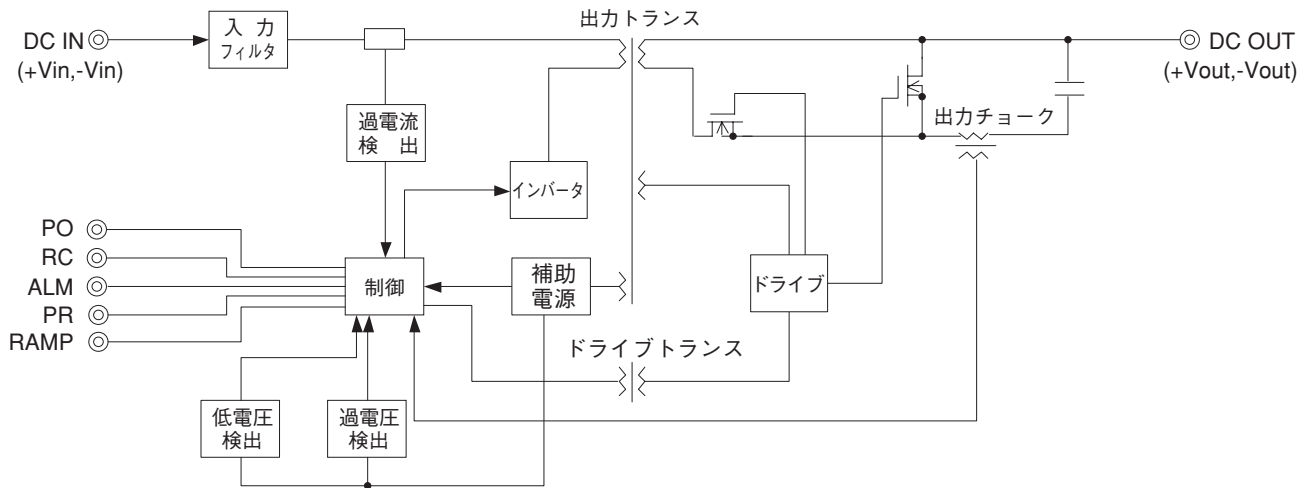 出力トランス
入 力
フィルタ
DC IN
(+Vin,-Vin)
DC OUT
(+Vout,-Vout)
過電流
検 出
出力チョーク
インバータ
PO
RC
ALM
PR
RAMP
制御
補助
電源
ドライブ
ドライブトランス
低電圧
検出
過電圧
検出